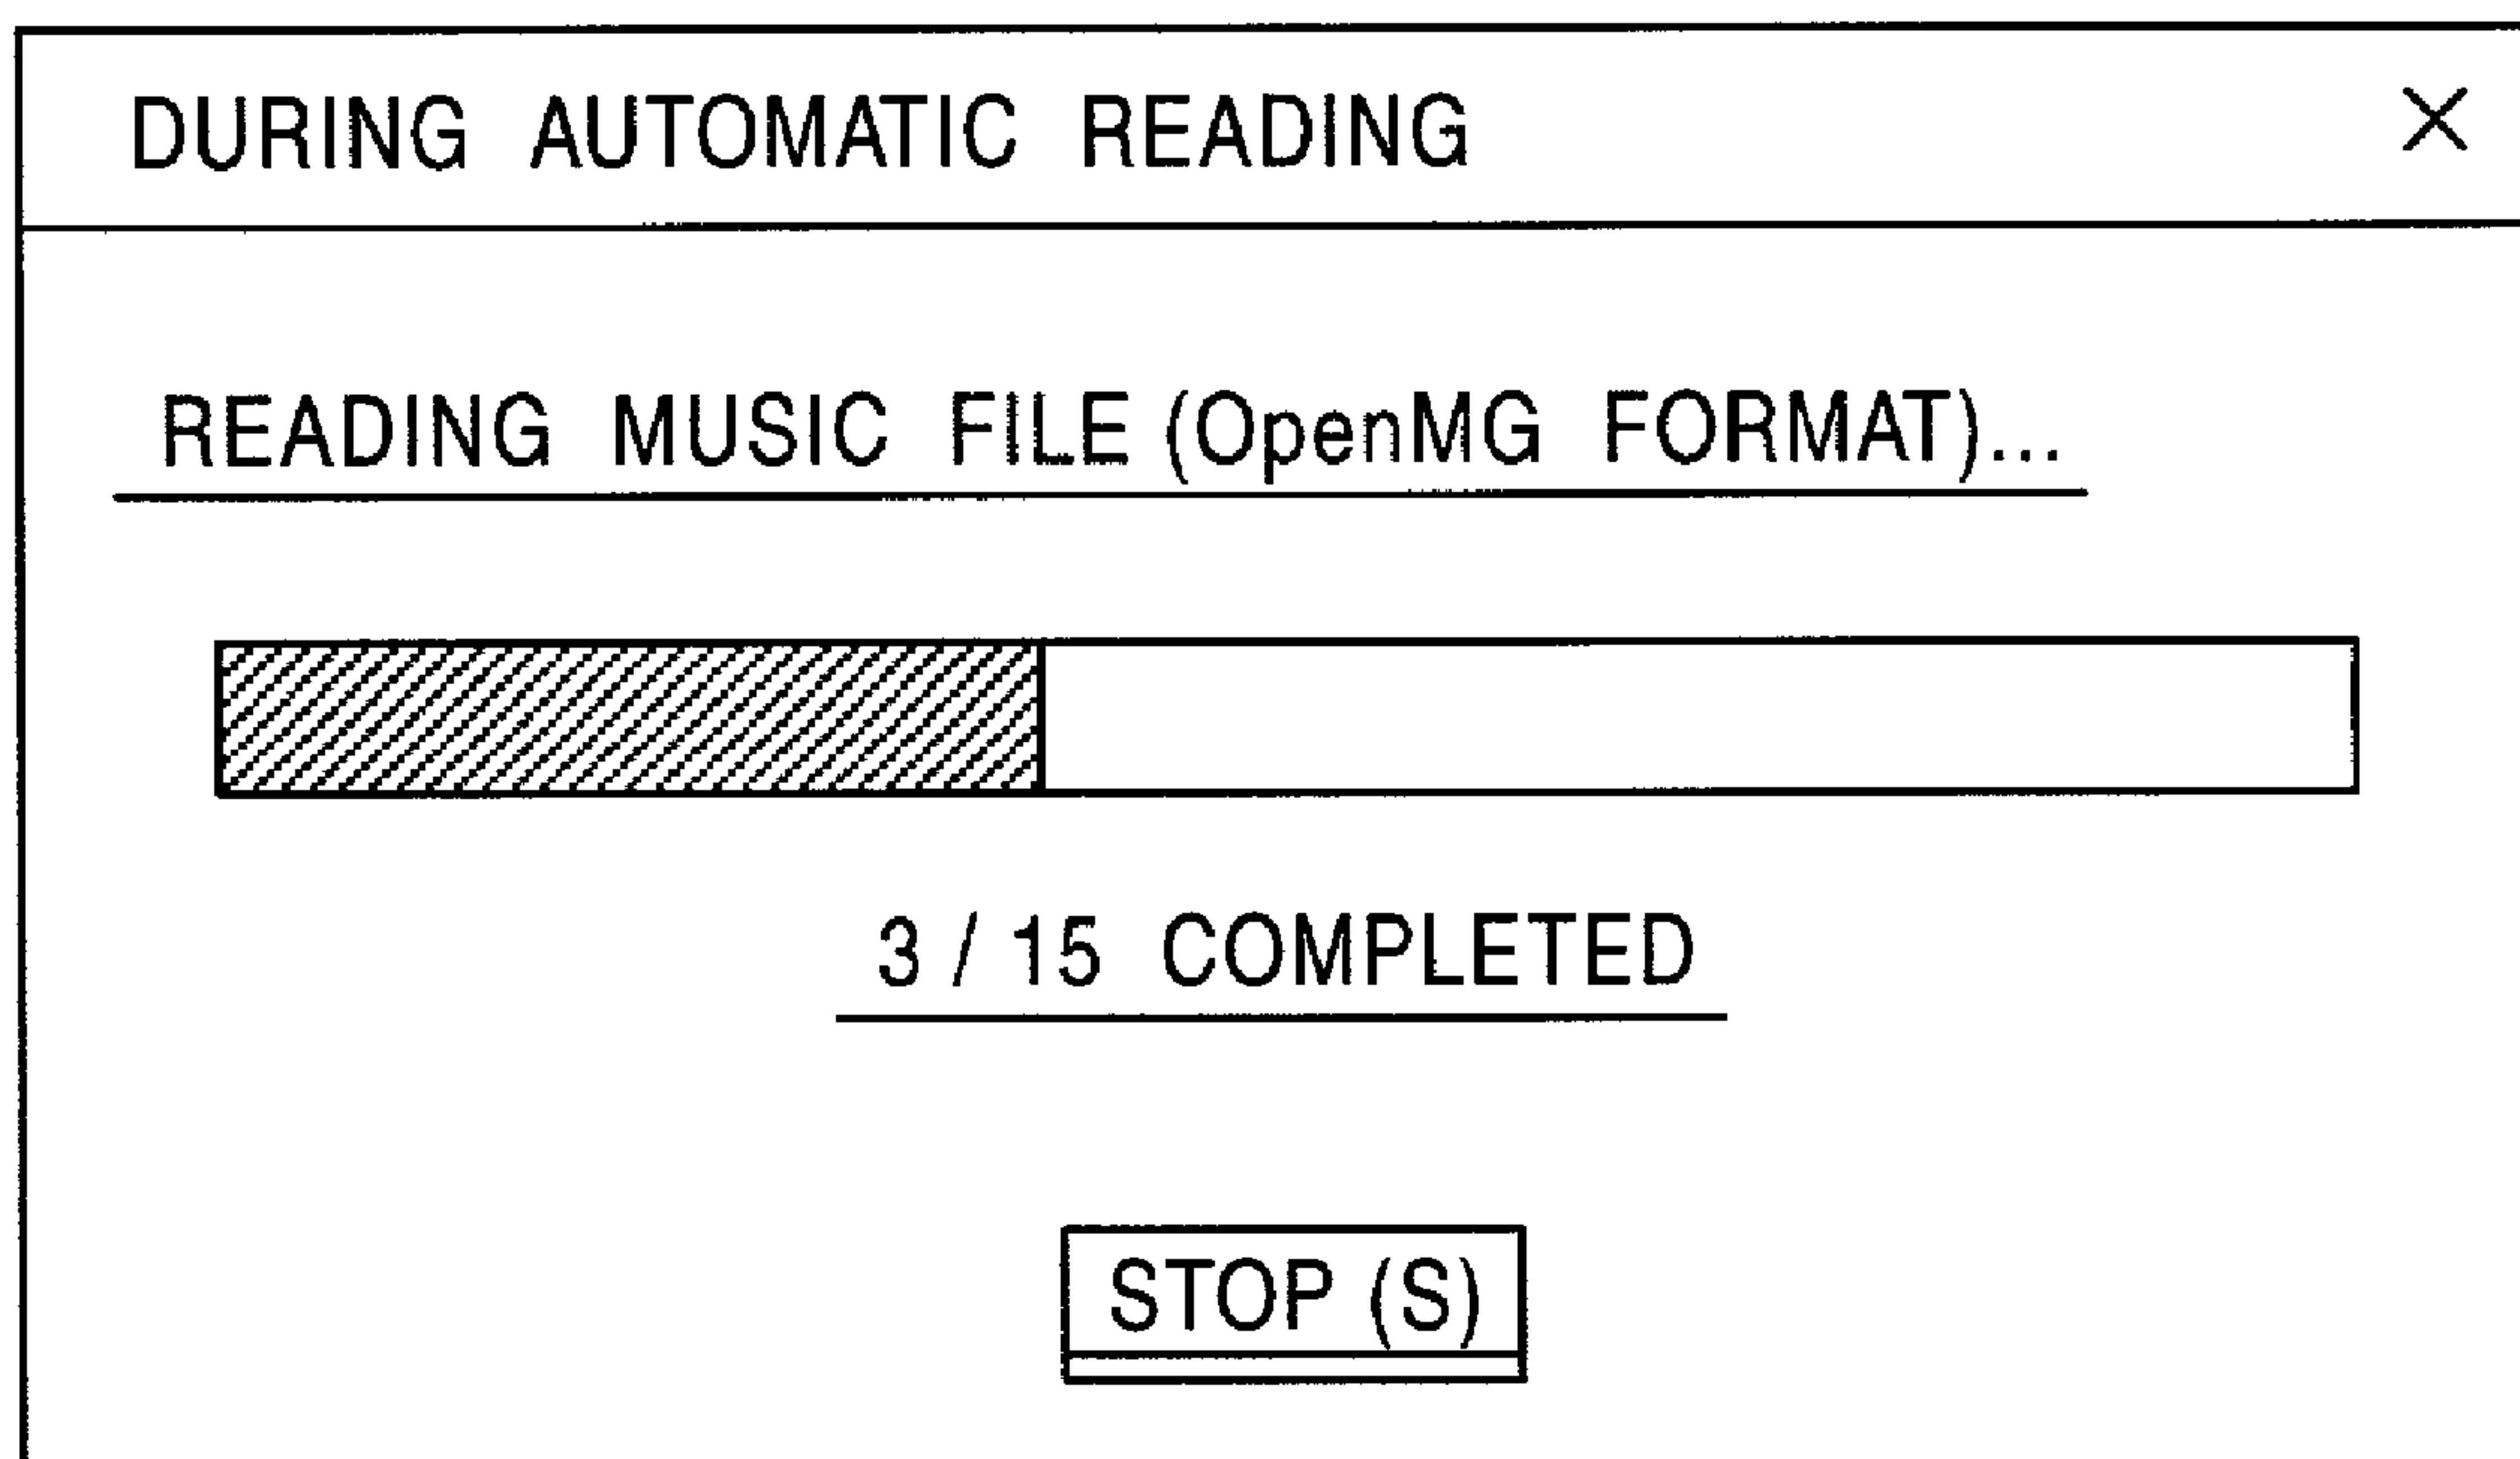 DURING AUTOMATIC READING ×
READING MUSIC FILE (OpenMG FORMAT)...
3 / 15 COMPLETED
STOP (S)